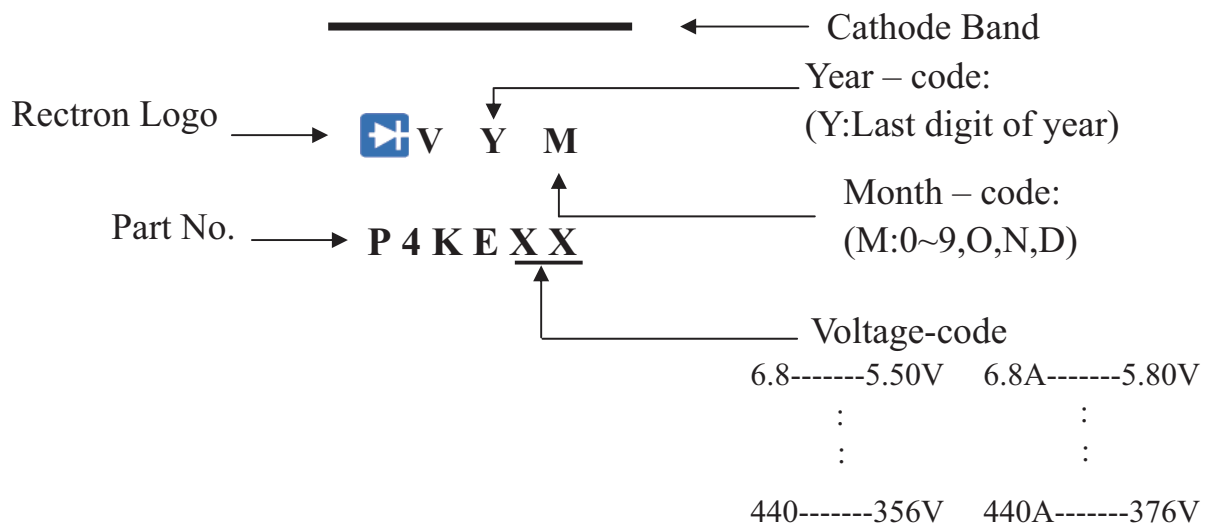 Cathode Band
Year – code:
(Y:Last digit of year)
Rectron Logo
V Y M
Month – code:
(M:0~9,O,N,D)
Part No.
P4KEXX
Voltage-code
6.8-------5.50V 6.8A-------5.80V
: :
: :
440-------356V 440A-------376V